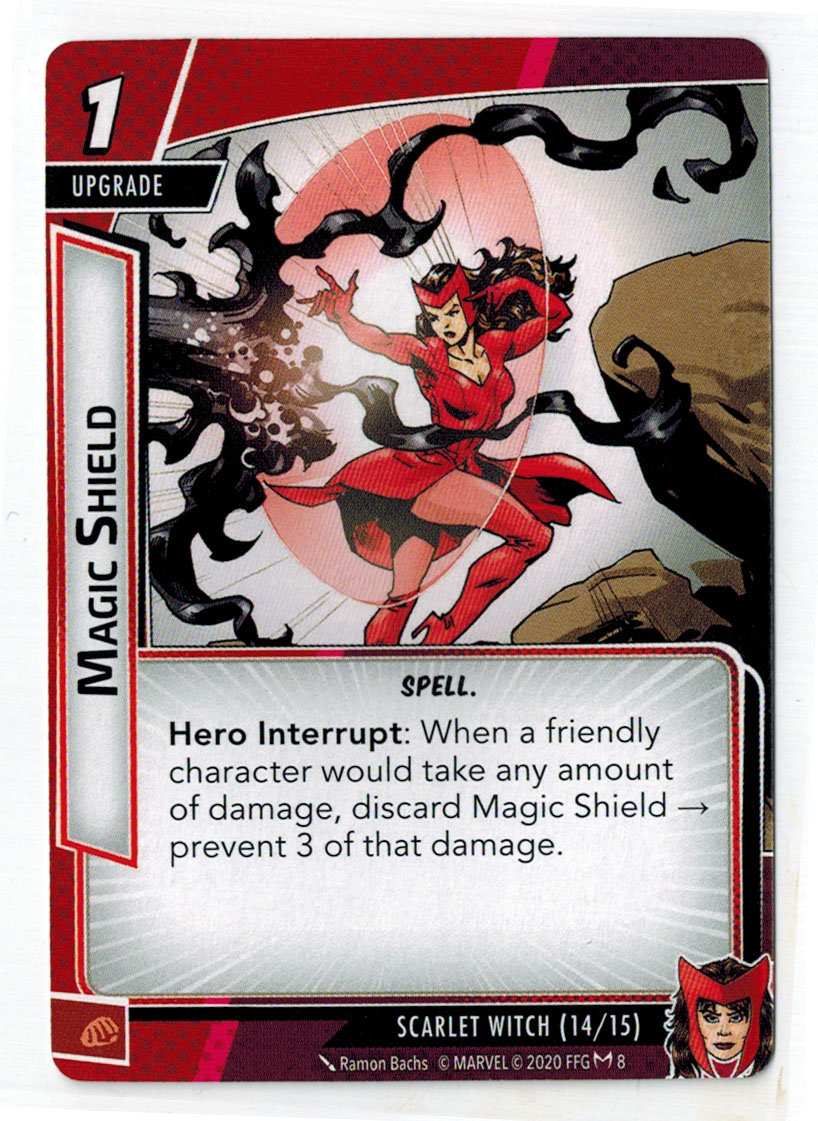 1
UPGRADE
MAGIC SHIELD
SPELL.
Hero Interrupt: When a friendly
character would take any amount
of damage, discard Magic Shield →
prevent 3 of that damage.
SCARLET WITCH (14/15)
Ramon Bachs © MARVEL © 2020 FFG 8